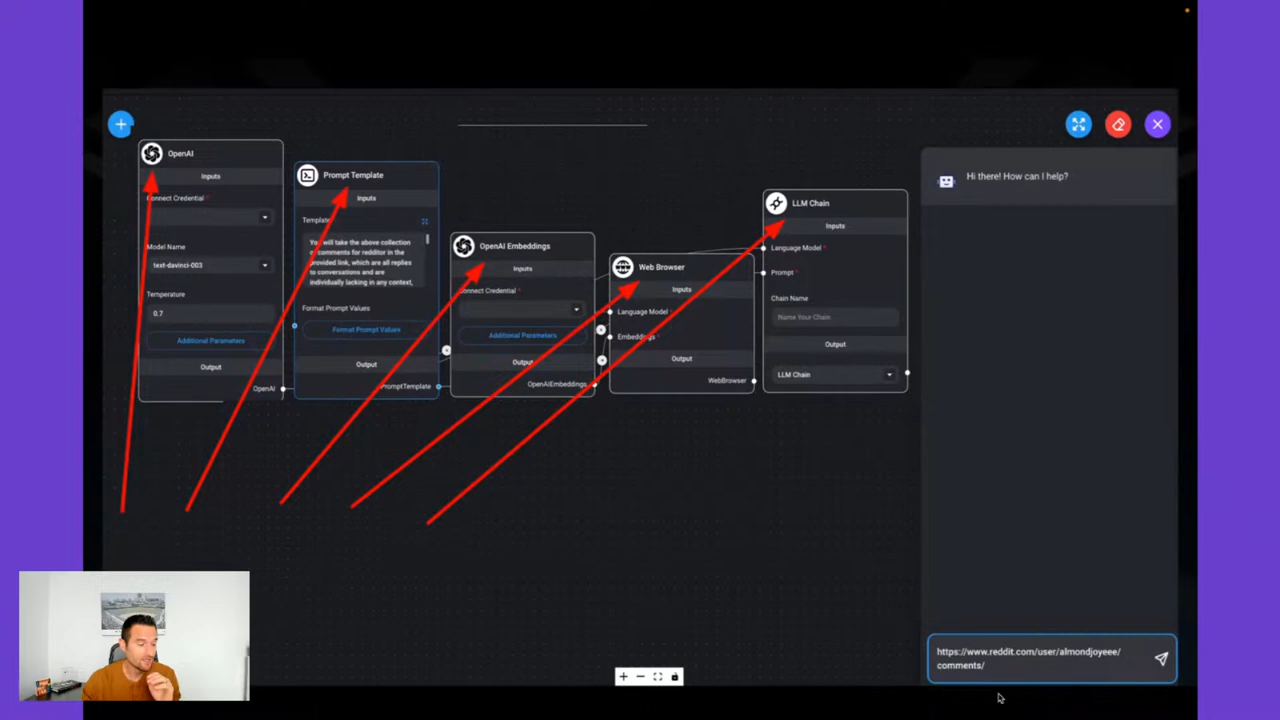 OpenAI
Inputs
Connect Credential *
Model Name
text-davinci-003
Temperature
0.7
Additional Parameters
Output
OpenAI
Prompt Template
Inputs
Template
You will take the above collection
of comments for redditor in the
provided link, which are all replies
to conversations and are
individually lacking in any context,
Format Prompt Values
Format Prompt Values
Output
PromptTemplate
OpenAI Embeddings
Inputs
Connect Credential *
Additional Parameters
Output
OpenAIEmbeddings
Web Browser
Inputs
Language Model *
Embeddings *
Output
WebBrowser
LLM Chain
Inputs
Language Model *
Prompt *
Chain Name
Name Your Chain
Output
LLM Chain
Hi there! How can I help?
https://www.reddit.com/user/almondjoyeee/
comments/